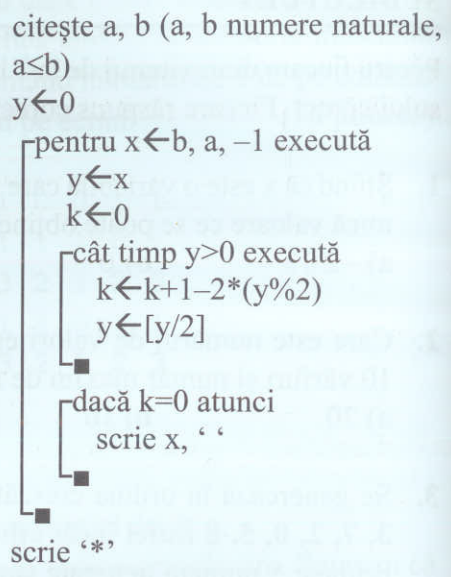 citeşte a, b (a, b numere naturale,
a≤b)
y←0
pentru x←b, a, –1 execută
y←x
k←0
cât timp y>0 execută
k←k+1–2*(y%2)
y←[y/2]
dacă k=0 atunci
scrie x, ‘ ‘
scrie ‘*’